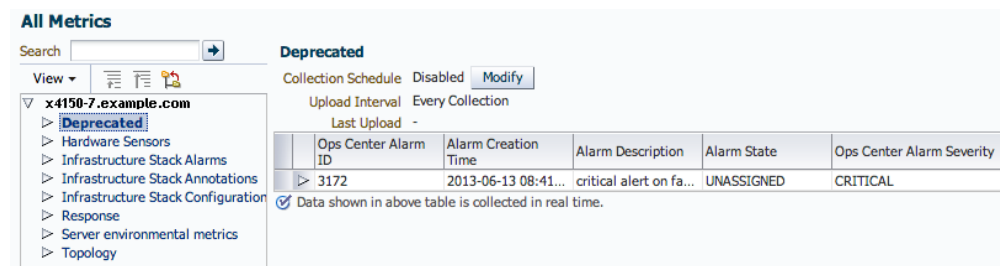 All Metrics
Search
View
x4150-7.example.com
Deprecated
Hardware Sensors
Infrastructure Stack Alarms
Infrastructure Stack Annotations
Infrastructure Stack Configuration
Response
Server environmental metrics
Topology
Deprecated
Collection Schedule Disabled Modify
Upload Interval Every Collection
Last Upload -
Ops Center Alarm ID Alarm Creation Time Alarm Description Alarm State Ops Center Alarm Severity
3172 2013-06-13 08:41... critical alert on fa... UNASSIGNED CRITICAL
Data shown in above table is collected in real time.